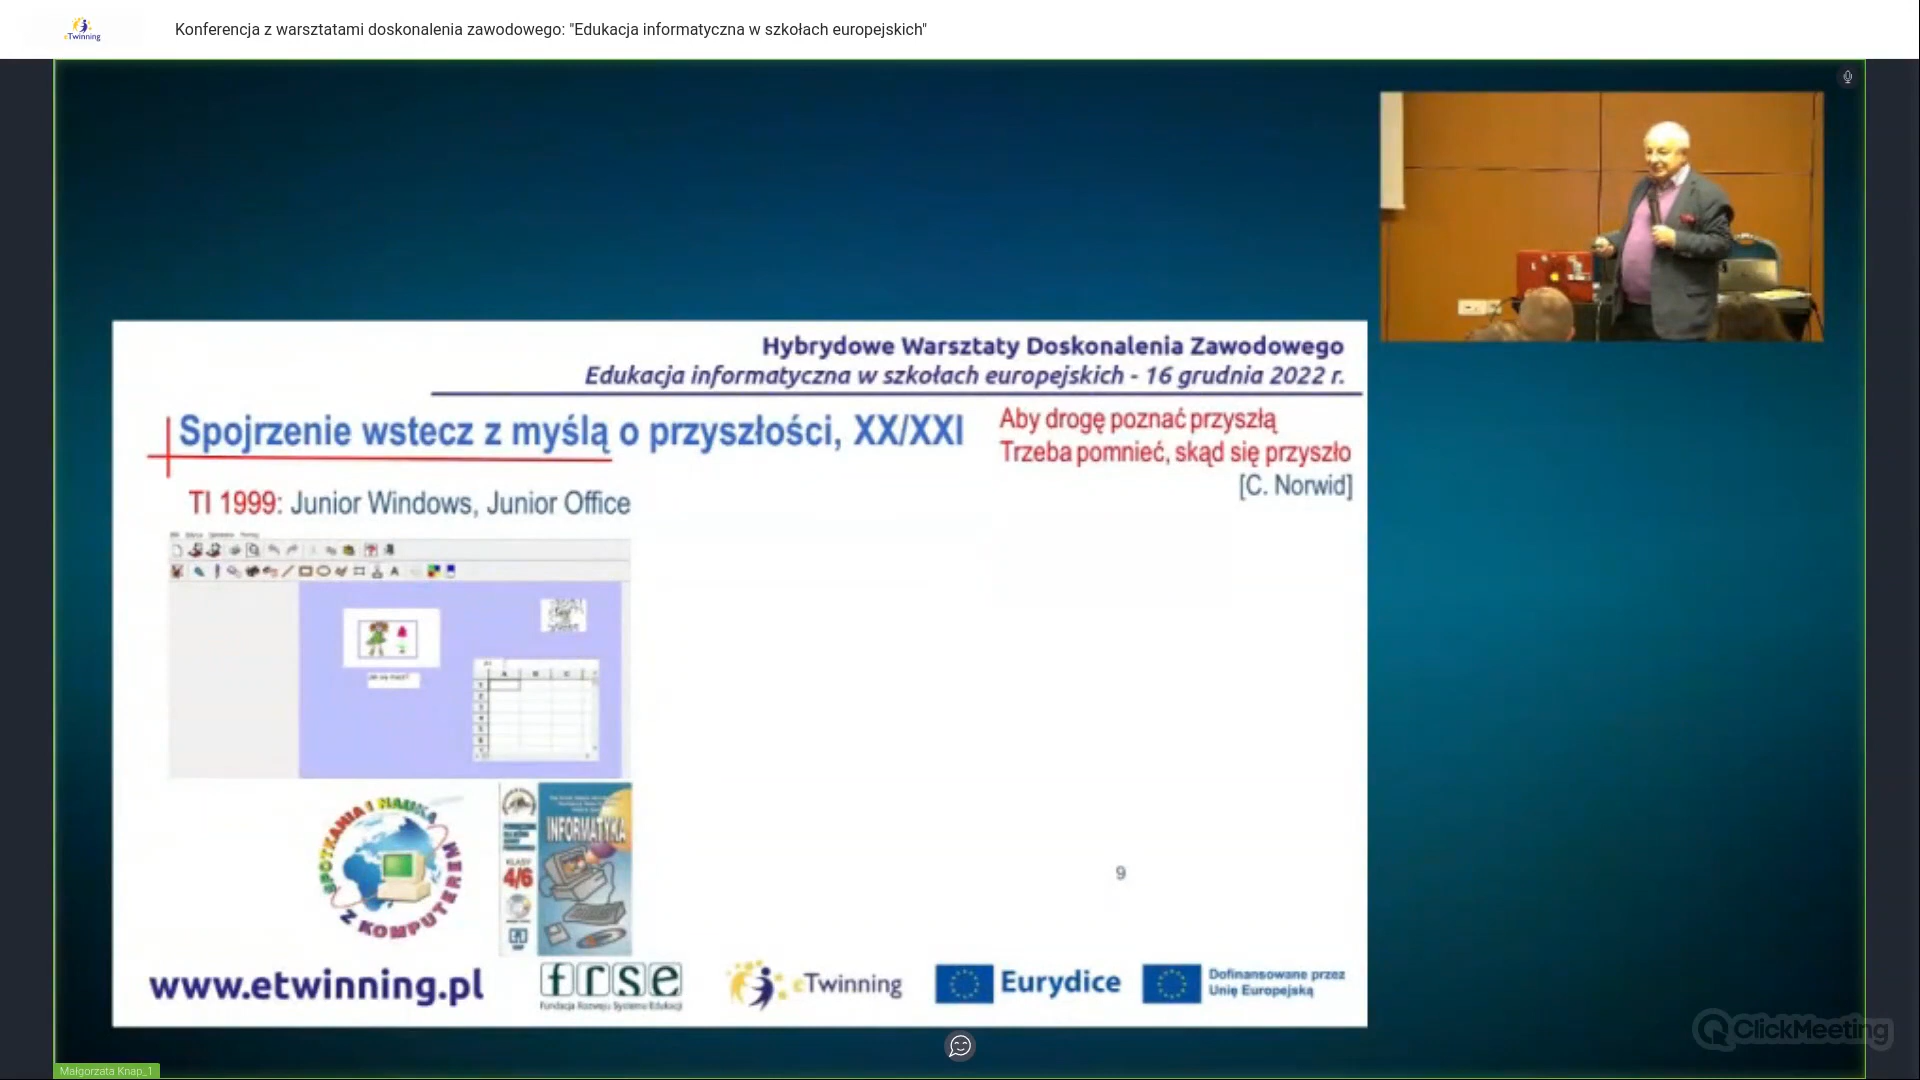 eTwinning
Konferencja z warsztatami doskonalenia zawodowego: "Edukacja informatyczna w szkołach europejskich"
Hybrydowe Warsztaty Doskonalenia Zawodowego
Edukacja informatyczna w szkołach europejskich - 16 grudnia 2022 r.
Spojrzenie wstecz z myślą o przyszłości, XX/XXI
Aby drogę poznać przyszłą
Trzeba pomnieć, skąd się przyszło
[C. Norwid]
TI 1999: Junior Windows, Junior Office
A B C
SPOTKANIA I NAUKA
Z KOMPUTEREM
INFORMATYKA
KLASY
4/6
9
www.etwinning.pl
frse
Fundacja Rozwoju Systemu Edukacji
eTwinning
Eurydice
Dofinansowane przez
Unię Europejską
ClickMeeting
Małgorzata Knap_1